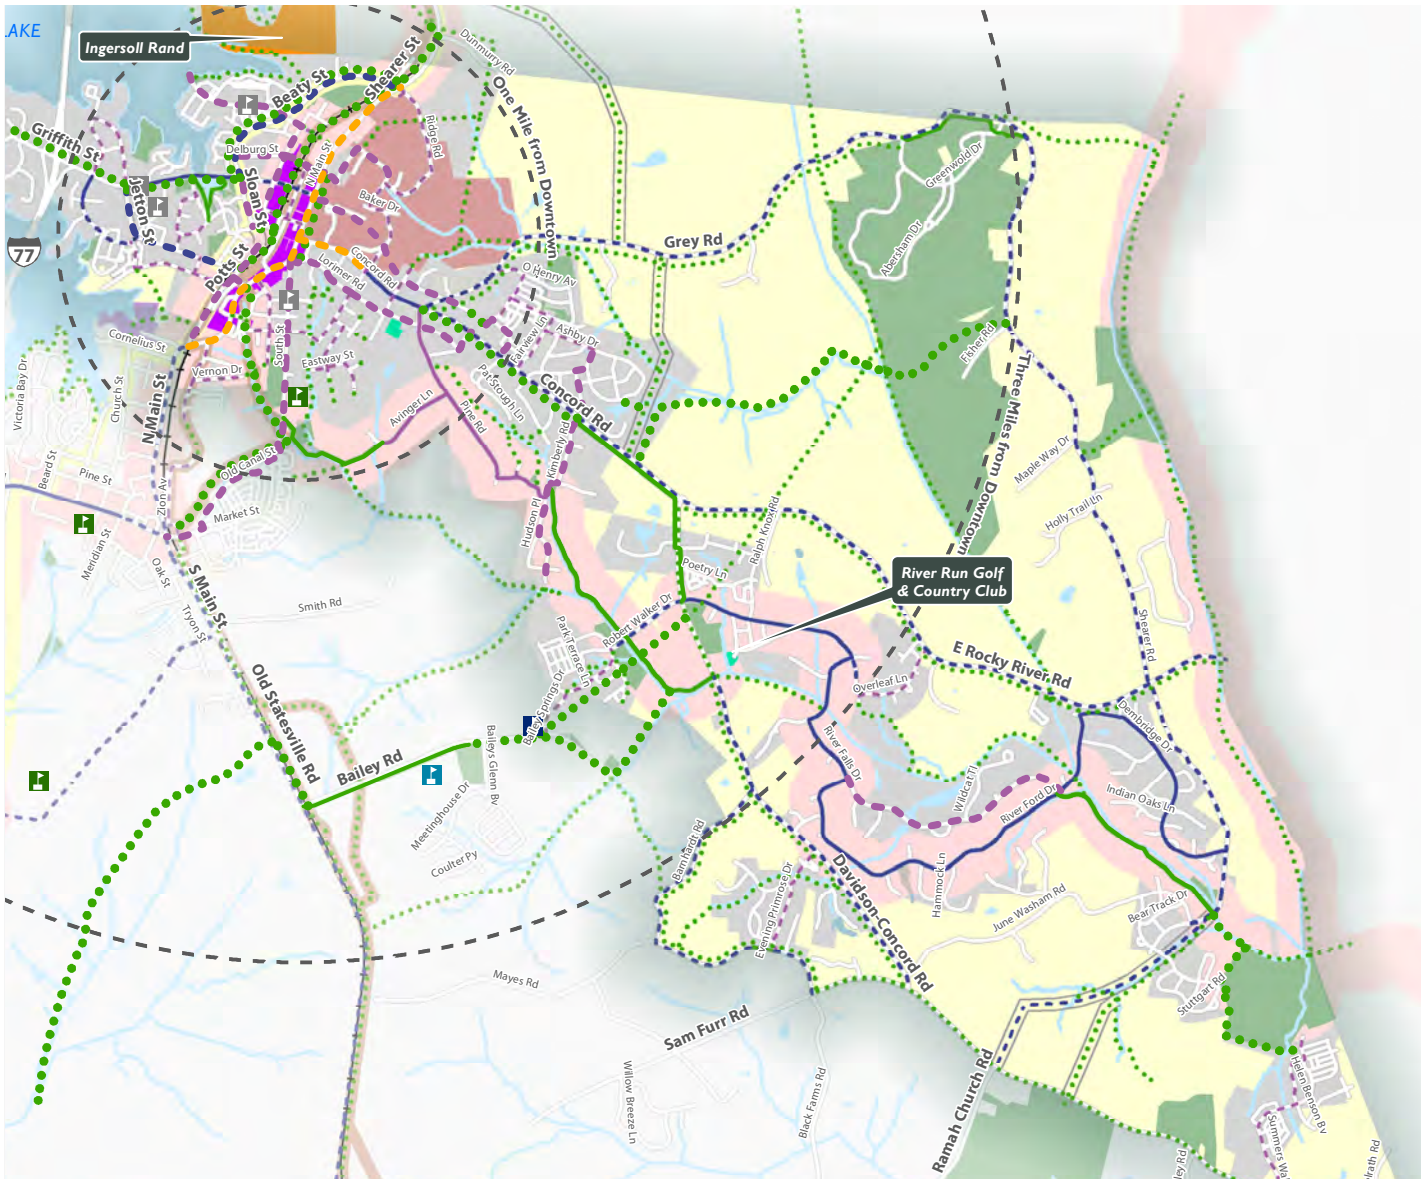 LAKE
Ingersoll Rand
Dunmurry Rd
Shearer St
Beaty St
One Mile from Downtown
Griffith St
Ridge Rd
Delburg St
N Main St
Greenwold Dr
Jetton St
Sloan St
Baker Dr
Grey Rd
Abersham Dr
77
Potts St
Concord Rd
Lorimer Rd
O Henry Av
Cornelius St
South St
Fairview Ln
Ashby Dr
Fisher Rd
Eastway St
Vernon Dr
Victoria Bay Dr
Church St
N Main St
Avinger Ln
Pine Rd
Pat Stough Ln
Concord Rd
Three Miles from Downtown
Kimberly Rd
Maple Way Dr
Old Canal St
Beard St
Pine St
Zion Av
Market St
Hudson Pl
Ralph Knox Rd
Holly Trail Ln
Meridian St
Oak St
S Main St
Poetry Ln
River Run Golf
& Country Club
Smith Rd
Tryon St
Robert Walker Dr
Park Terrace Ln
Shearer Rd
E Rocky River Rd
Old Statesville Rd
Overleaf Ln
Bailey Springs Dr
Dembridge Dr
Baileys Glenn Bv
River Falls Dr
Bailey Rd
Wildcat Tl
River Ford Dr
Indian Oaks Ln
Meetinghouse Dr
Coulter Py
Barnhardt Rd
Evening Primrose Dr
Davidson-Concord Rd
Hammock Ln
June Washam Rd
Bear Track Dr
Mayes Rd
Stuttgart Rd
Sam Furr Rd
Willow Breeze Ln
Black Farms Rd
Ramah Church Rd
Helen Benson Bv
Summers Wa
ley Rd
lrath Rd